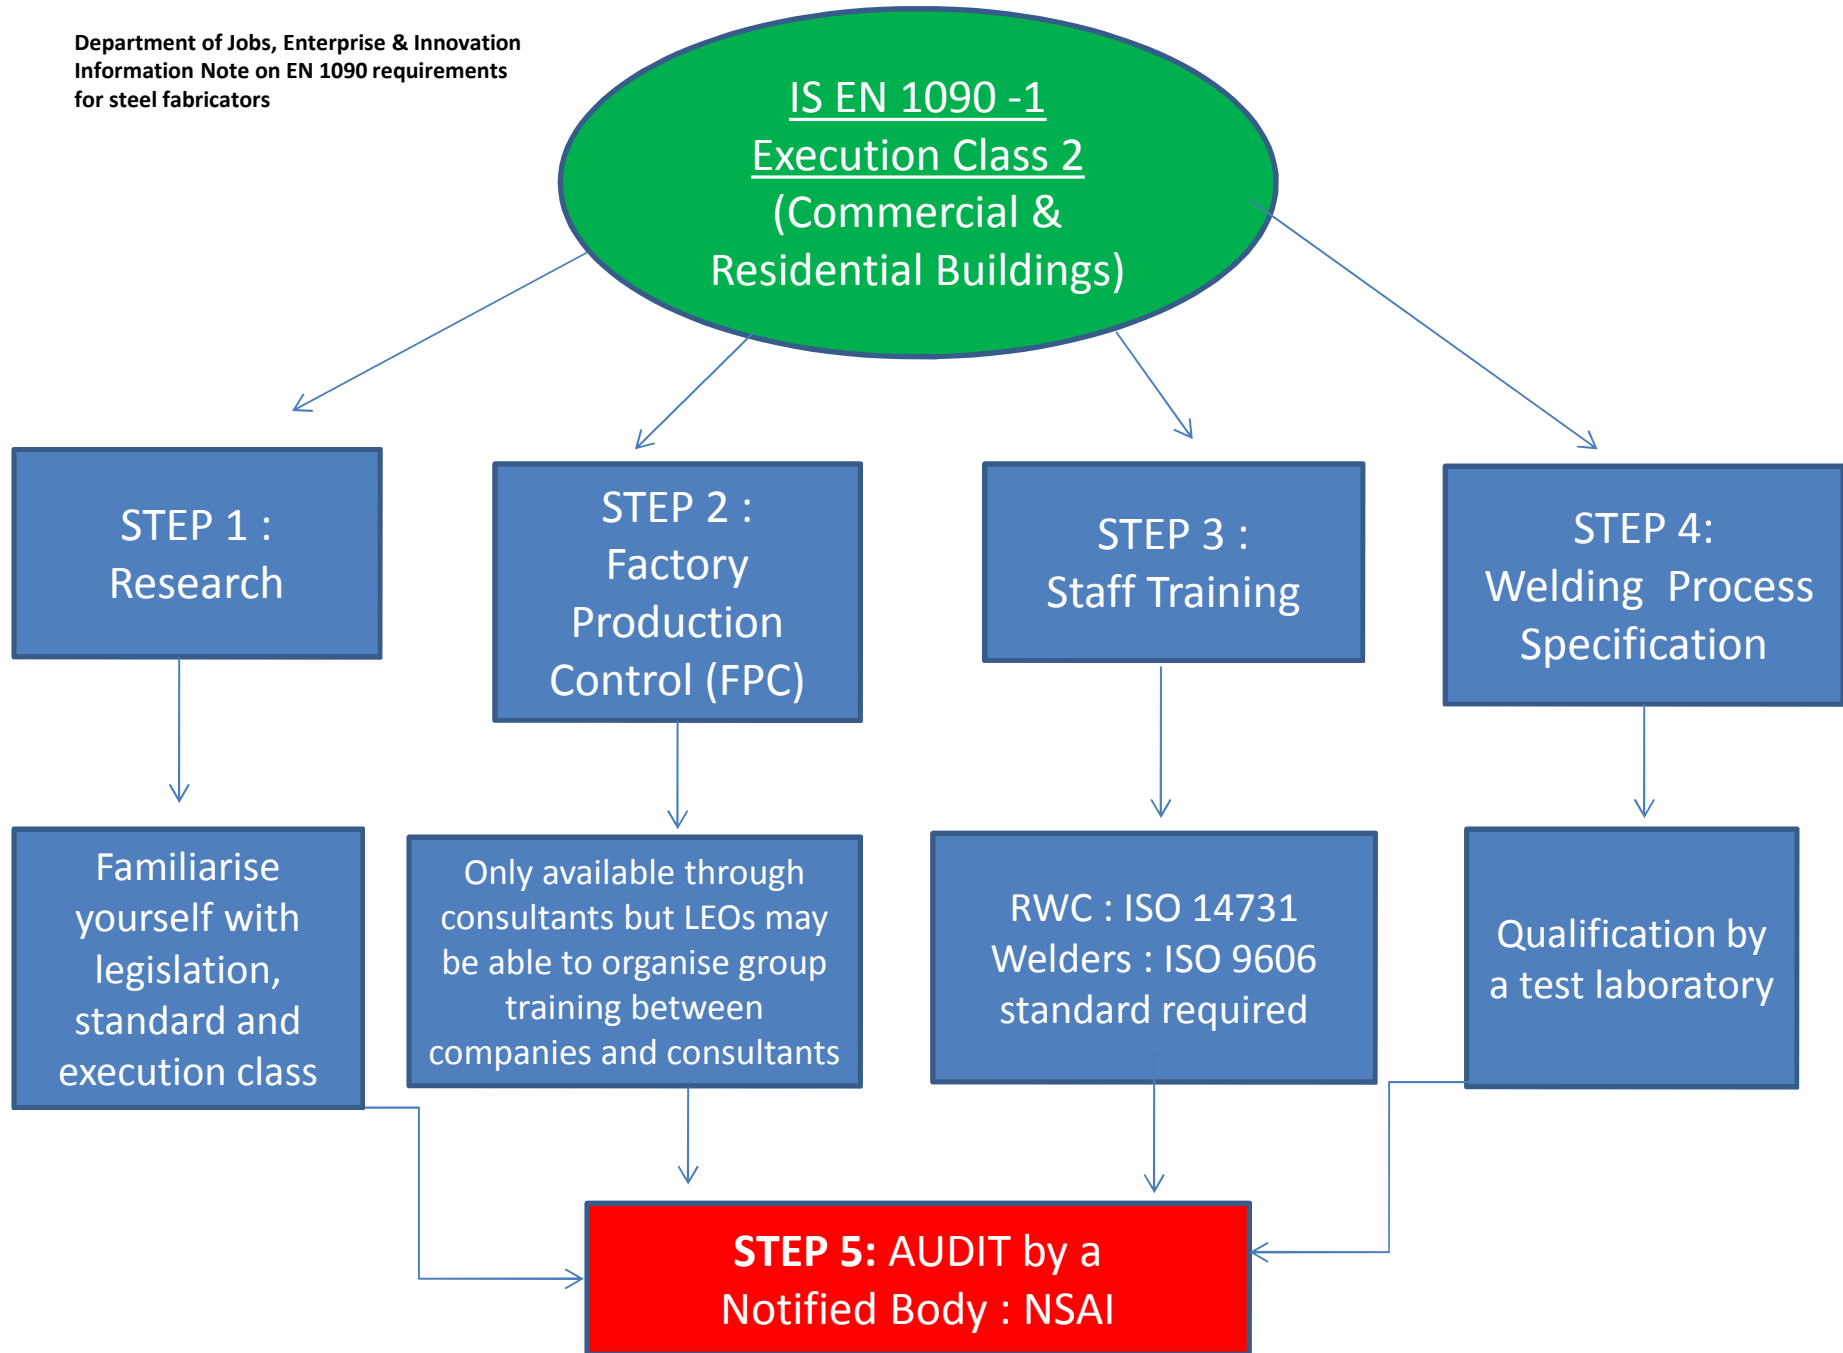 Department of Jobs, Enterprise & Innovation
Information Note on EN 1090 requirements
for steel fabricators
IS EN 1090 -1
Execution Class 2
(Commercial &
Residential Buildings)
STEP 1 :
Research
STEP 2 :
Factory
Production
Control (FPC)
STEP 3 :
Staff Training
STEP 4:
Welding Process
Specification
Familiarise
yourself with
legislation,
standard and
execution class
Only available through
consultants but LEOs may
be able to organise group
training between
companies and consultants
RWC : ISO 14731
Welders : ISO 9606
standard required
Qualification by
a test laboratory
STEP 5: AUDIT by a
Notified Body : NSAI